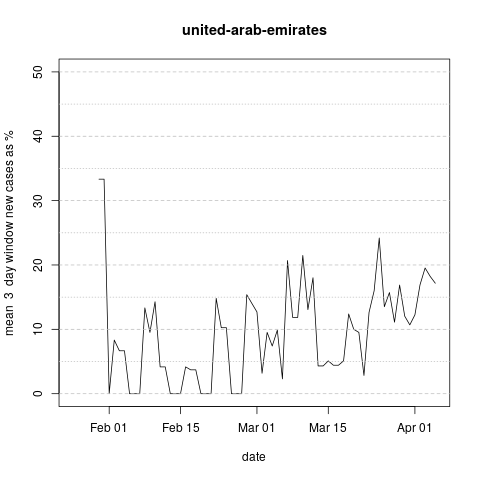 united-arab-emirates
mean 3 day window new cases as %
50
40
30
20
10
0
Feb 01
Feb 15
Mar 01
Mar 15
Apr 01
date